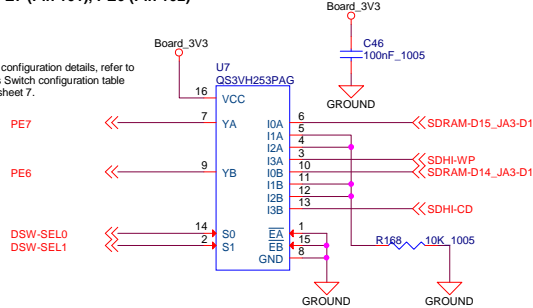 Board_3V3
C46
100nF_1005
GROUND
configuration details, refer to
Switch configuration table
sheet 7.
Board_3V3
U7
QS3VH253PAG
16 VCC
PE7 7 YA
I0A 6 SDRAM-D15_JA3-D1
I1A 5
I2A 4
I3A 3 SDHI-WP
PE6 9 YB
I0B 10 SDRAM-D14_JA3-D1
I1B 11
I2B 12
I3B 13 SDHI-CD
DSW-SEL0 14 S0
DSW-SEL1 2 S1
EA 1
EB 15
GND 8
R168 10K_1005
GROUND
GROUND